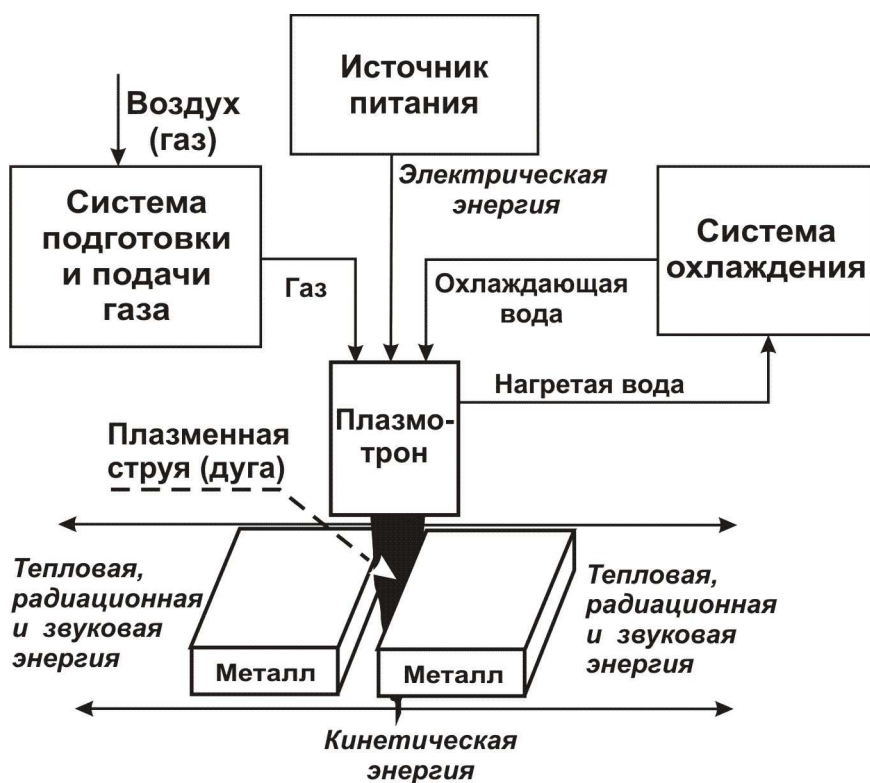 Источник
питания
Воздух
(газ)
Электрическая
энергия
Система
подготовки
и подачи
газа
Система
охлаждения
Газ
Охлаждающая
вода
Нагретая вода
Плазмо-
трон
Плазменная
струя (дуга)
Тепловая,
радиационная
и звуковая
энергия
Тепловая,
радиационная
и звуковая
энергия
Металл
Металл
Кинетическая
энергия